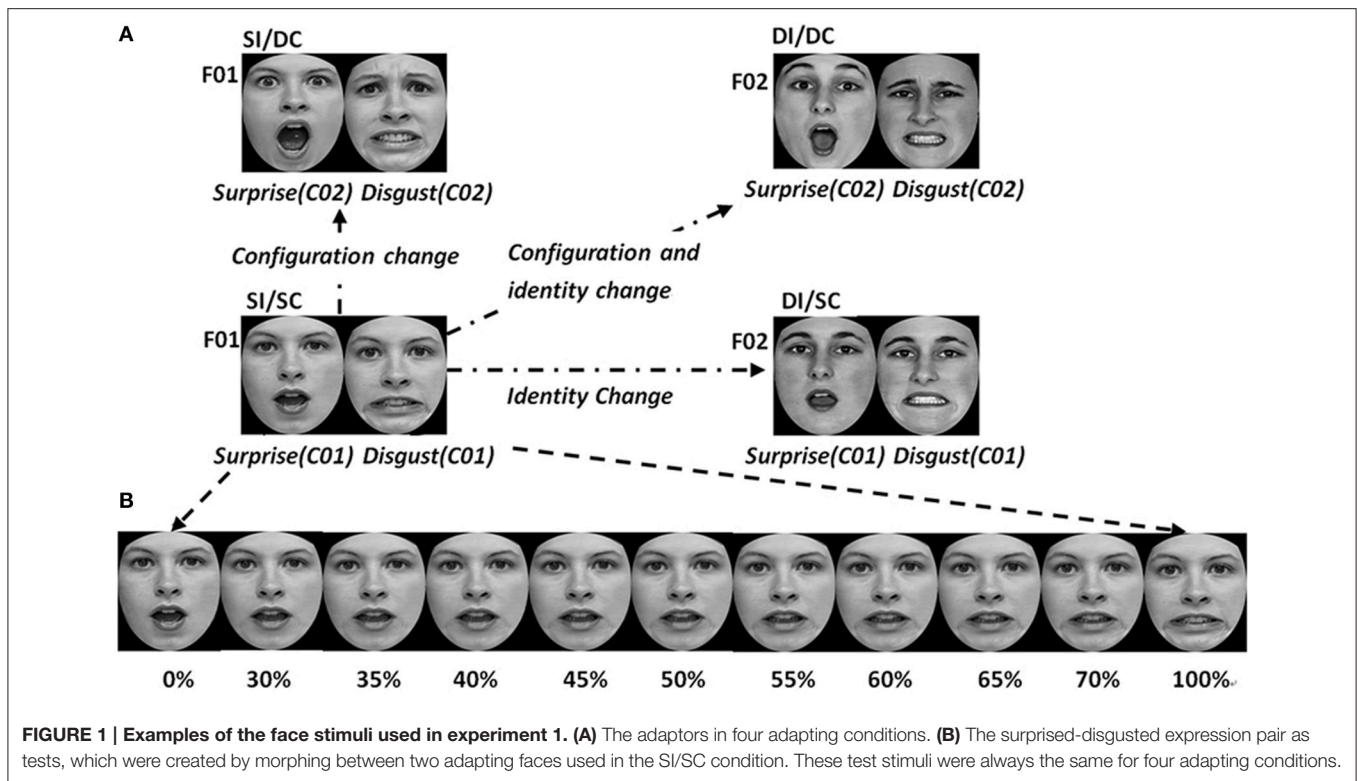 A
SI/DC
DI/DC
F01
F02
Surprise(C02) Disgust(C02)
Surprise(C02) Disgust(C02)
Configuration change
Configuration and
identity change
SI/SC
DI/SC
F01
F02
Identity Change
Surprise(C01) Disgust(C01)
Surprise(C01) Disgust(C01)
B
0% 30% 35% 40% 45% 50% 55% 60% 65% 70% 100%
FIGURE 1 | Examples of the face stimuli used in experiment 1. (A) The adaptors in four adapting conditions. (B) The surprised-disgusted expression pair as
tests, which were created by morphing between two adapting faces used in the SI/SC condition. These test stimuli were always the same for four adapting conditions.